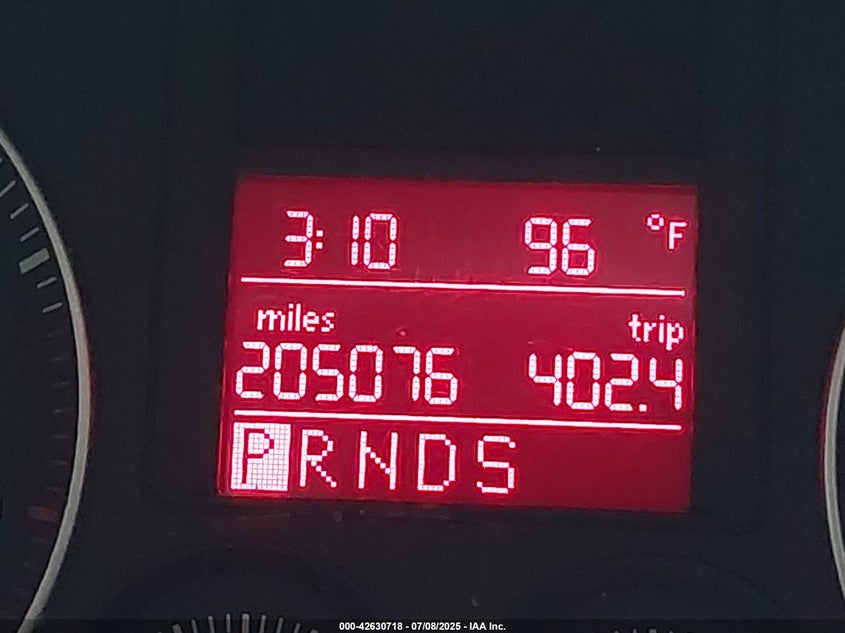 3:10 96 °F
miles trip
205076 402.4
P R N D S
000-42630718 - 07/08/2025 - IAA Inc.